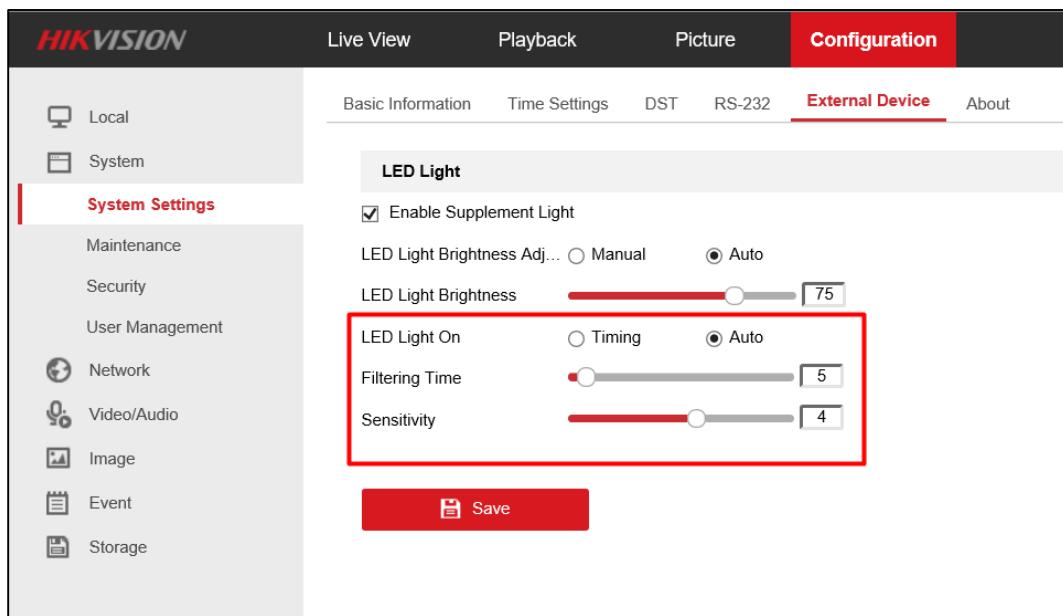 HIKVISION
Live View Playback Picture Configuration
Basic Information Time Settings DST RS-232 External Device About
Local
System
System Settings
Maintenance
Security
User Management
Network
Video/Audio
Image
Event
Storage
LED Light
Enable Supplement Light
LED Light Brightness Adj... Manual Auto
LED Light Brightness 75
LED Light On Timing Auto
Filtering Time 5
Sensitivity 4
Save